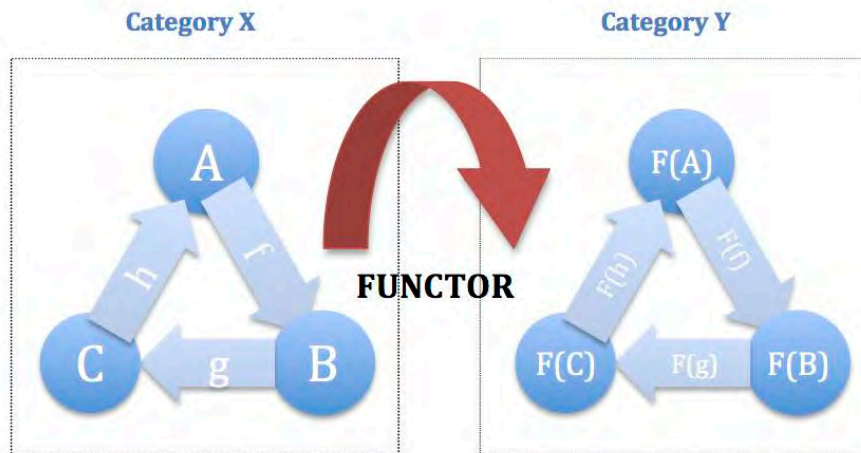 Category X
Category Y
A
f
h
C
g
B
FUNCTOR
F(A)
F(f)
F(h)
F(C)
F(g)
F(B)